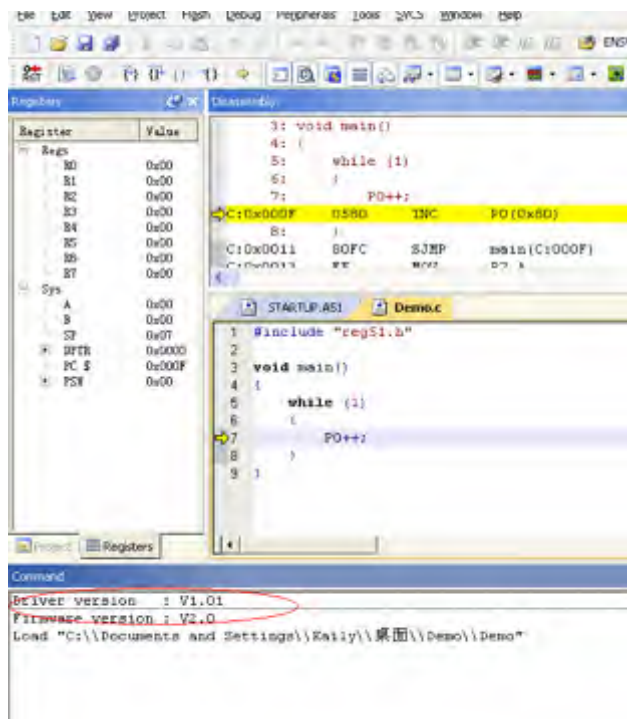 File Edit View Project Flash Debug Peripherals Tools SVCS Window Help
Registers
Register Value
Regs
R0 0x00
R1 0x00
R2 0x00
R3 0x00
R4 0x00
R5 0x00
R6 0x00
R7 0x00
Sys
A 0x00
B 0x00
SP 0x07
DPTR 0x0000
PC $ 0x000F
PSW 0x00
Project Registers
Disassembly
3: void main()
4: {
5: while (1)
6: {
7: P0++;
C:0x000F 0580 INC P0(0x80)
8: }
C:0x0011 80FC SJMP main(C:000F)
C:0x0013
STARTUP.A51 Demo.c
1 #include "reg51.h"
2
3 void main()
4 {
5 while (1)
6 {
7 P0++;
8 }
9 }
Command
Driver version : V1.01
Firmware version : V2.0
Load "C:\\Documents and Settings\\Kaily\\桌面\\Demo\\Demo"